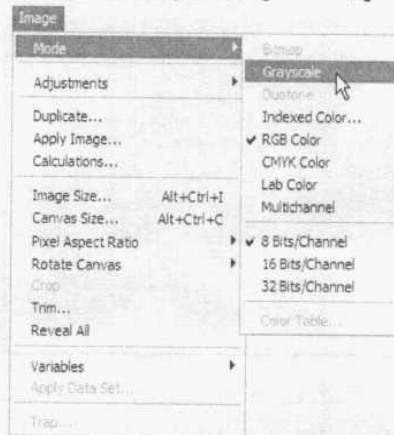 Image
Mode
Adjustments
Duplicate...
Apply Image...
Calculations...
Image Size... Alt+Ctrl+I
Canvas Size... Alt+Ctrl+C
Pixel Aspect Ratio
Rotate Canvas
Crop
Trim...
Reveal All
Variables
Apply Data Set...
Trap...
Bitmap
Grayscale
Duotone
Indexed Color...
✓ RGB Color
CMYK Color
Lab Color
Multichannel
✓ 8 Bits/Channel
16 Bits/Channel
32 Bits/Channel
Color Table...